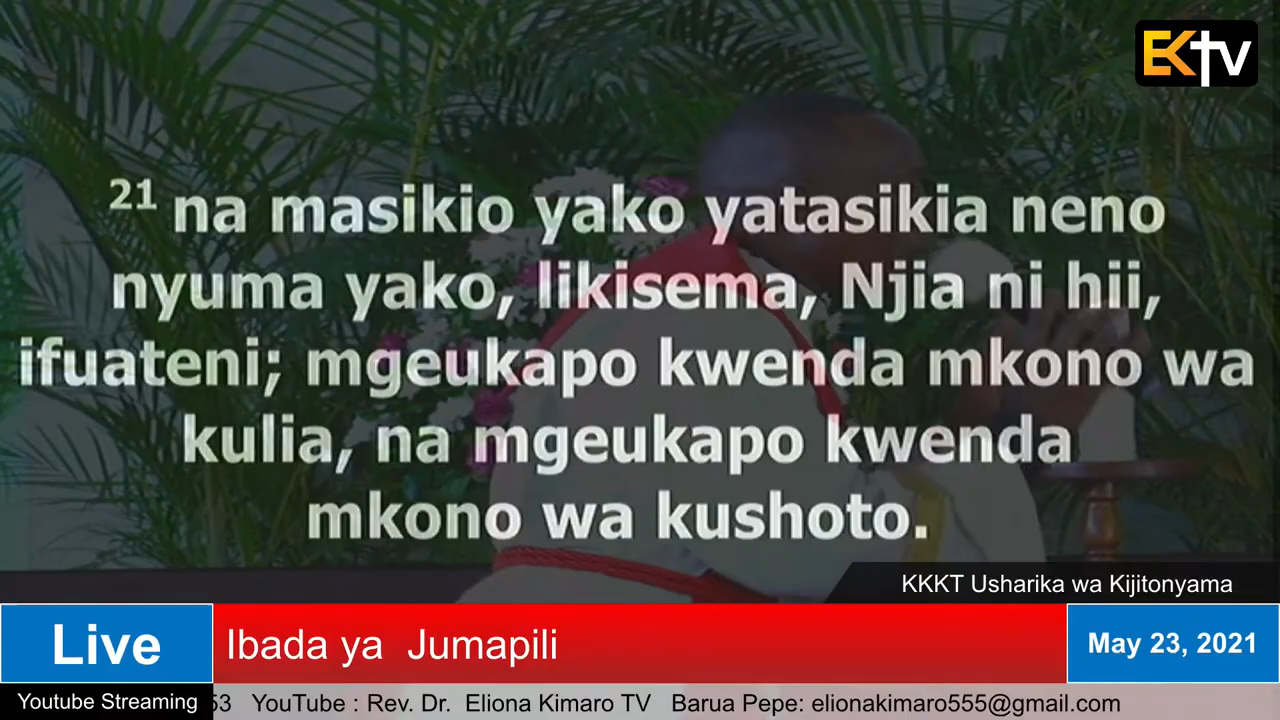 EKtv
21 na masikio yako yatasikia neno
nyuma yako, likisema, Njia ni hii,
ifuateni; mgeukapo kwenda mkono wa
kulia, na mgeukapo kwenda
mkono wa kushoto.
KKKT Usharika wa Kijitonyama
Live
Ibada ya Jumapili
May 23, 2021
Youtube Streaming
53 YouTube : Rev. Dr. Eliona Kimaro TV Barua Pepe: elionakimaro555@gmail.com